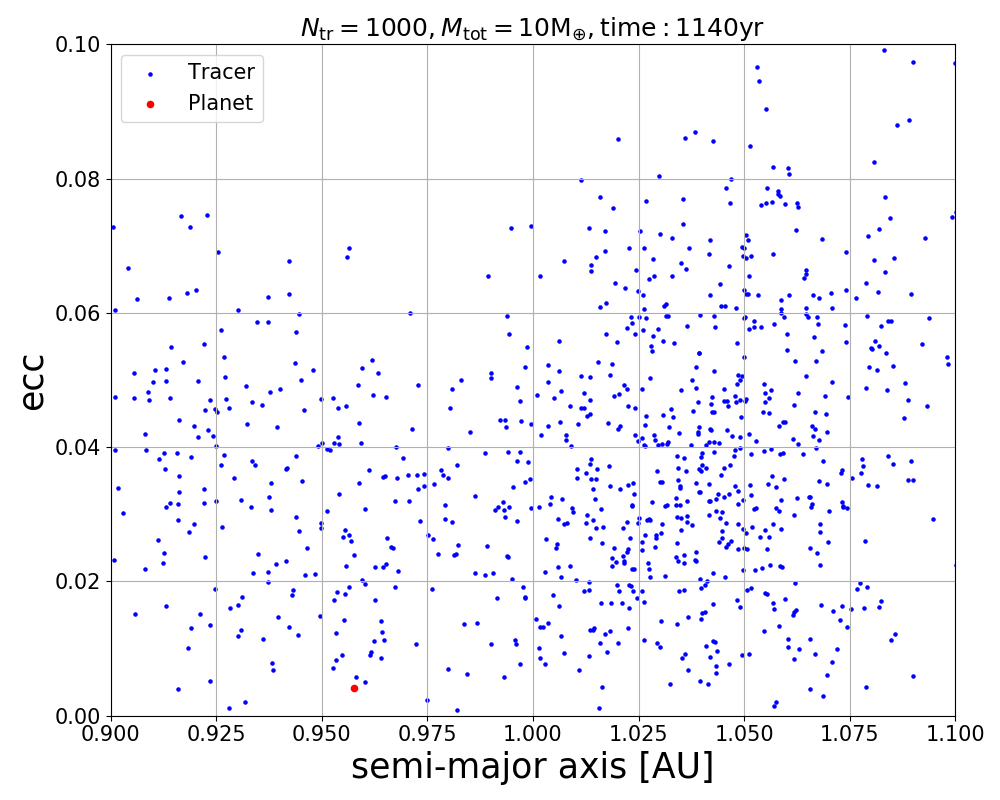 N_tr = 1000, M_tot = 10M_⊕, time : 1140yr
0.10
Tracer
Planet
0.08
0.06
ecc
0.04
0.02
0.00
0.900 0.925 0.950 0.975 1.000 1.025 1.050 1.075 1.100
semi-major axis [AU]